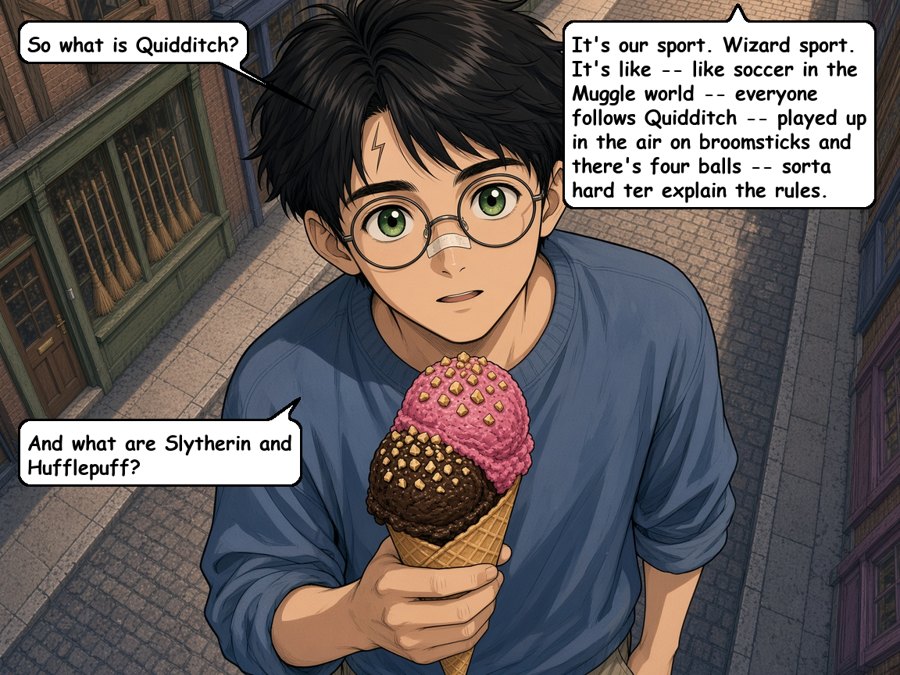 So what is Quidditch?
It's our sport. Wizard sport.
It's like -- like soccer in the
Muggle world -- everyone
follows Quidditch -- played up
in the air on broomsticks and
there's four balls -- sorta
hard ter explain the rules.
And what are Slytherin and
Hufflepuff?